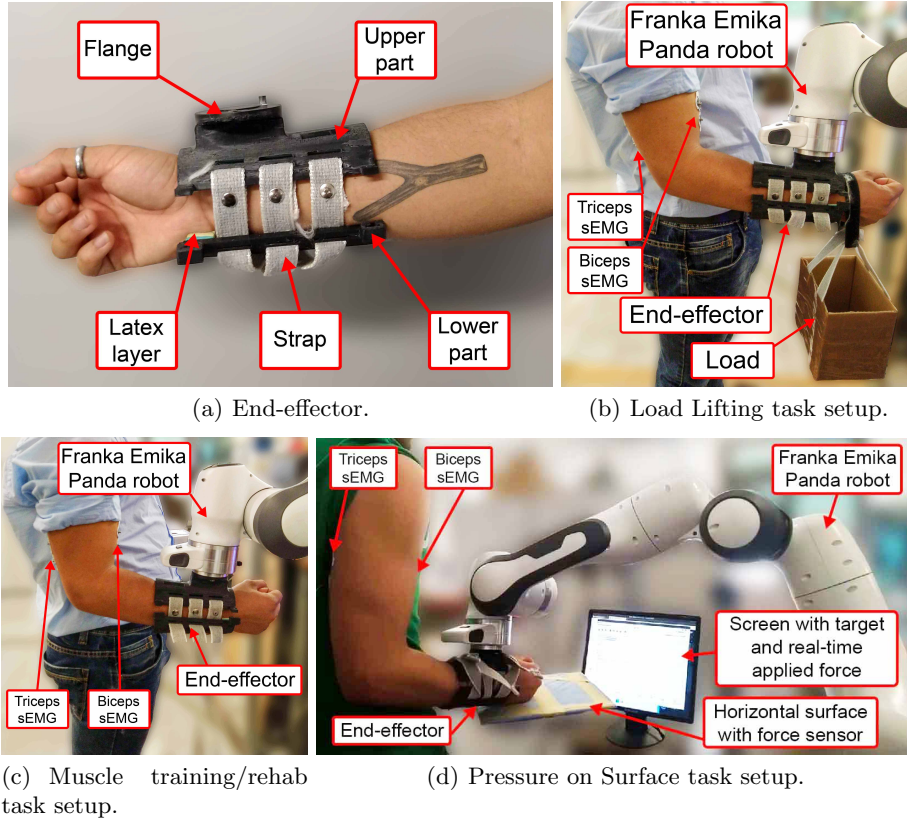 Flange
Upper
part
Latex
layer
Strap
Lower
part
(a) End-effector.
Franka Emika
Panda robot
Triceps
sEMG
Biceps
sEMG
End-effector
Load
(b) Load Lifting task setup.
Franka Emika
Panda robot
Triceps
sEMG
Biceps
sEMG
End-effector
(c) Muscle training/rehab
task setup.
Triceps
sEMG
Biceps
sEMG
Franka Emika
Panda robot
Screen with target
and real-time
applied force
End-effector
Horizontal surface
with force sensor
(d) Pressure on Surface task setup.